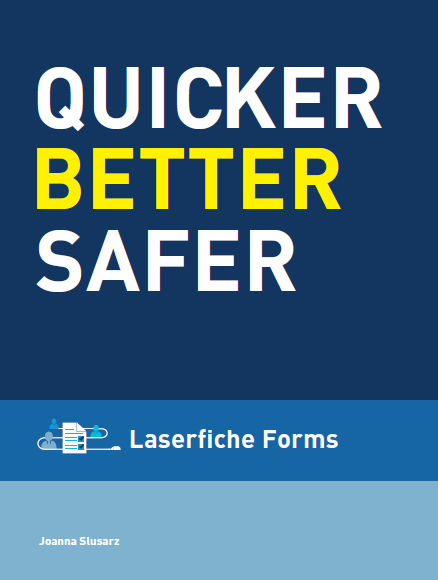 QUICKER
BETTER
SAFER
Laserfiche Forms
Joanna Slusarz